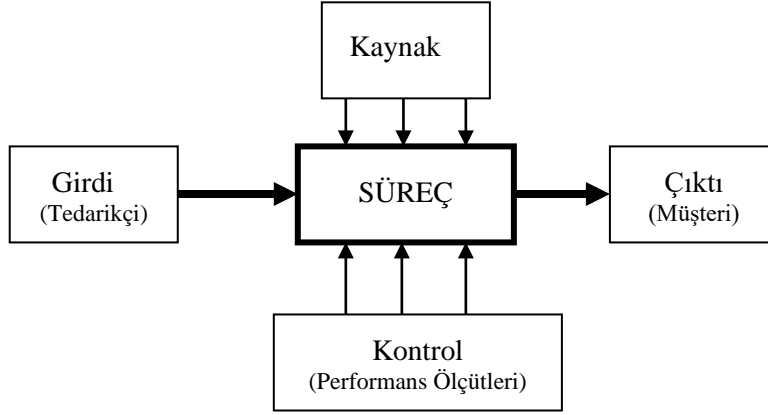 Kaynak
Girdi
(Tedarikçi)
SÜREÇ
Çıktı
(Müşteri)
Kontrol
(Performans Ölçütleri)